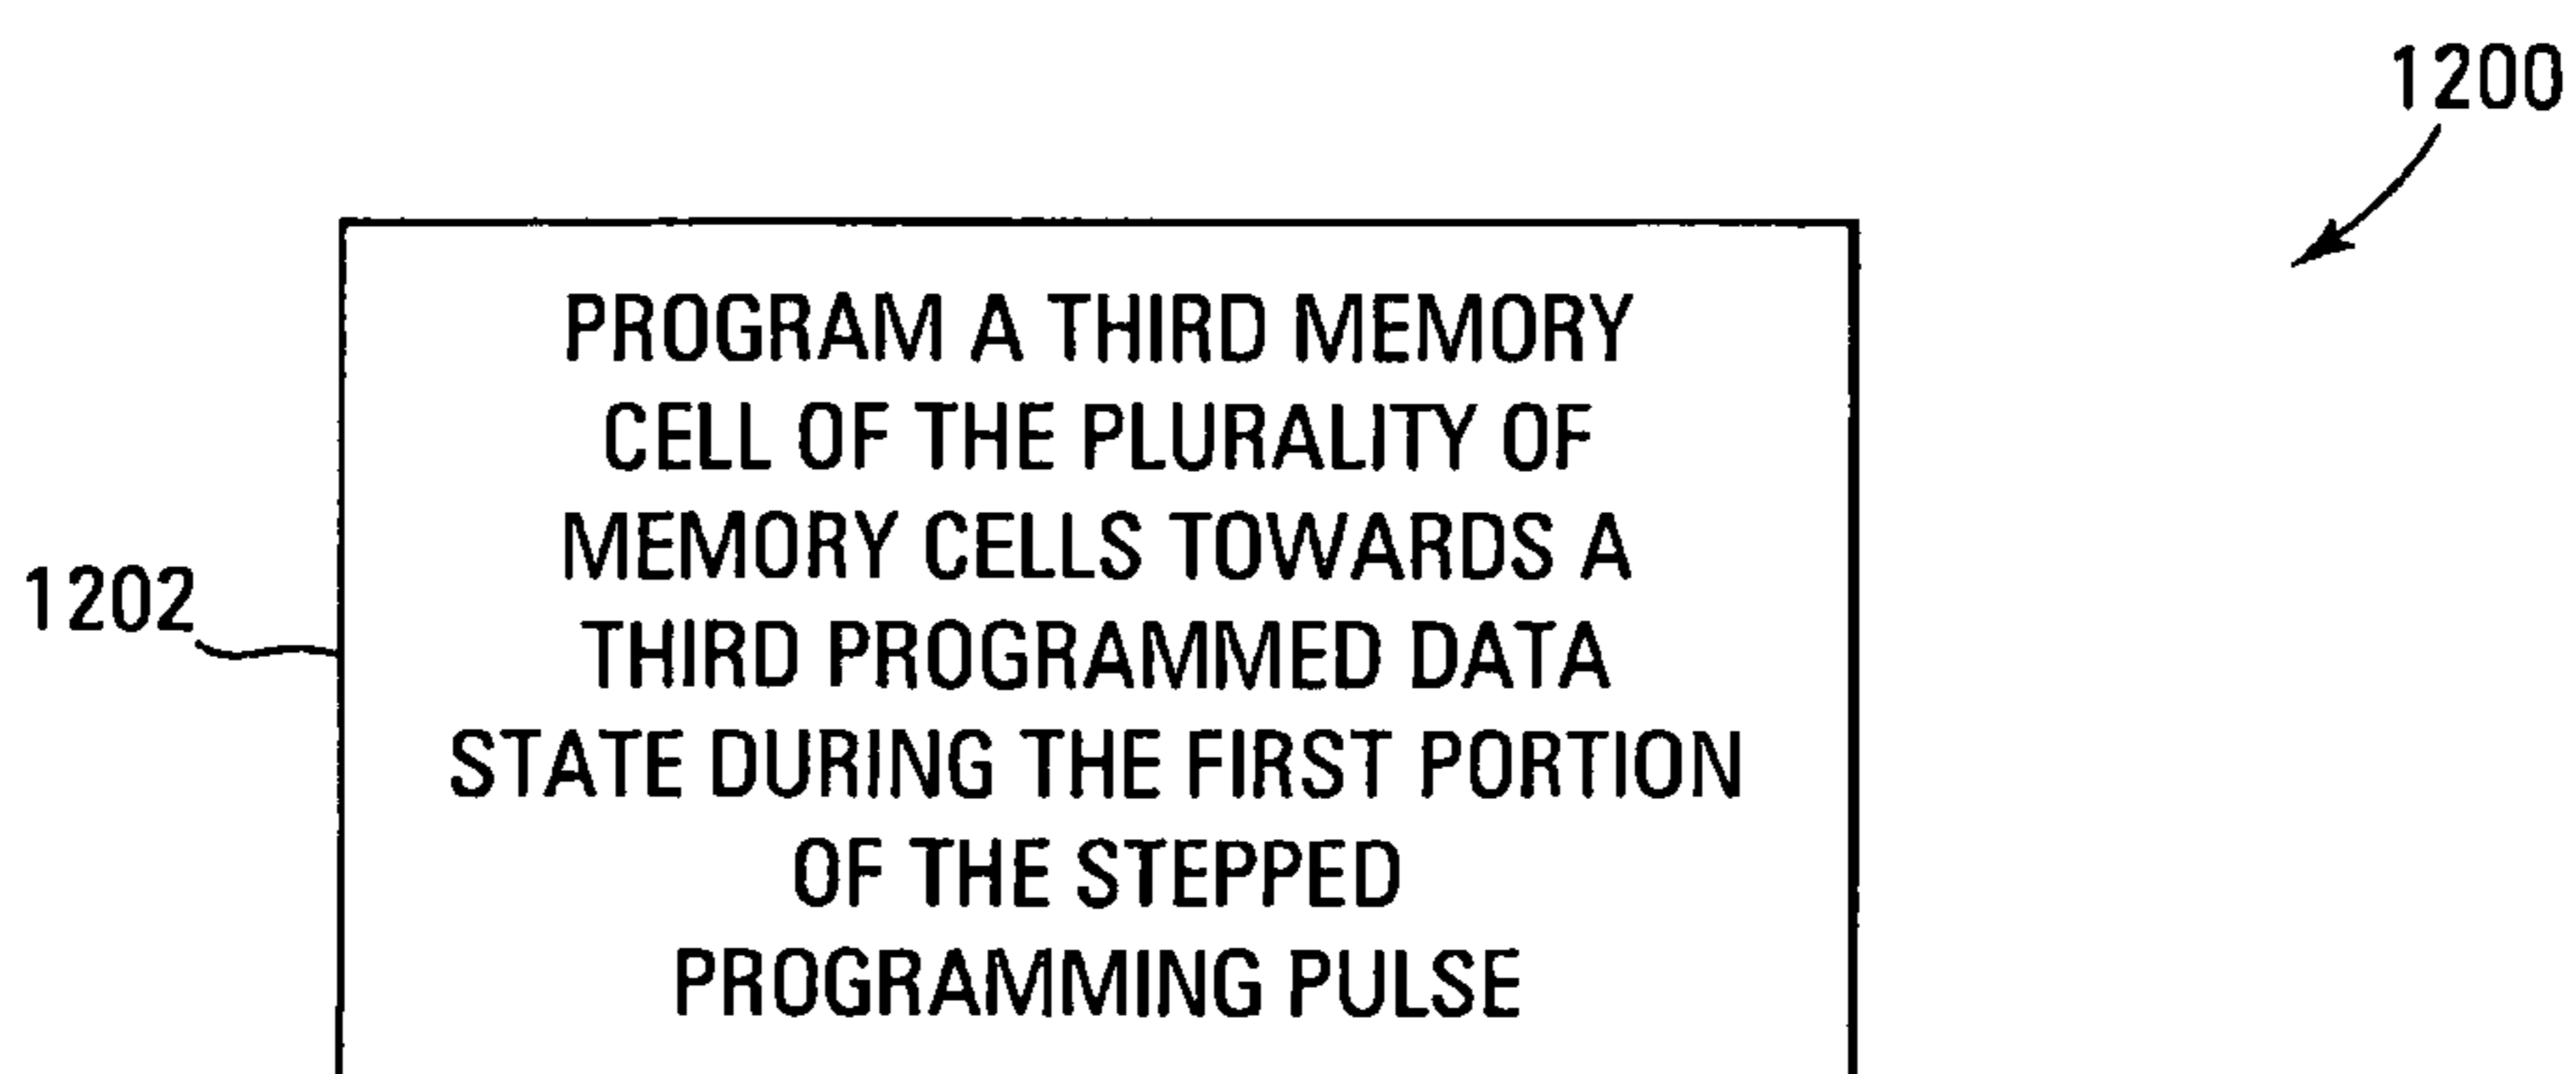 1200
PROGRAM A THIRD MEMORY
CELL OF THE PLURALITY OF
MEMORY CELLS TOWARDS A
1202
THIRD PROGRAMMED DATA
STATE DURING THE FIRST PORTION
OF THE STEPPED
PROGRAMMING PULSE